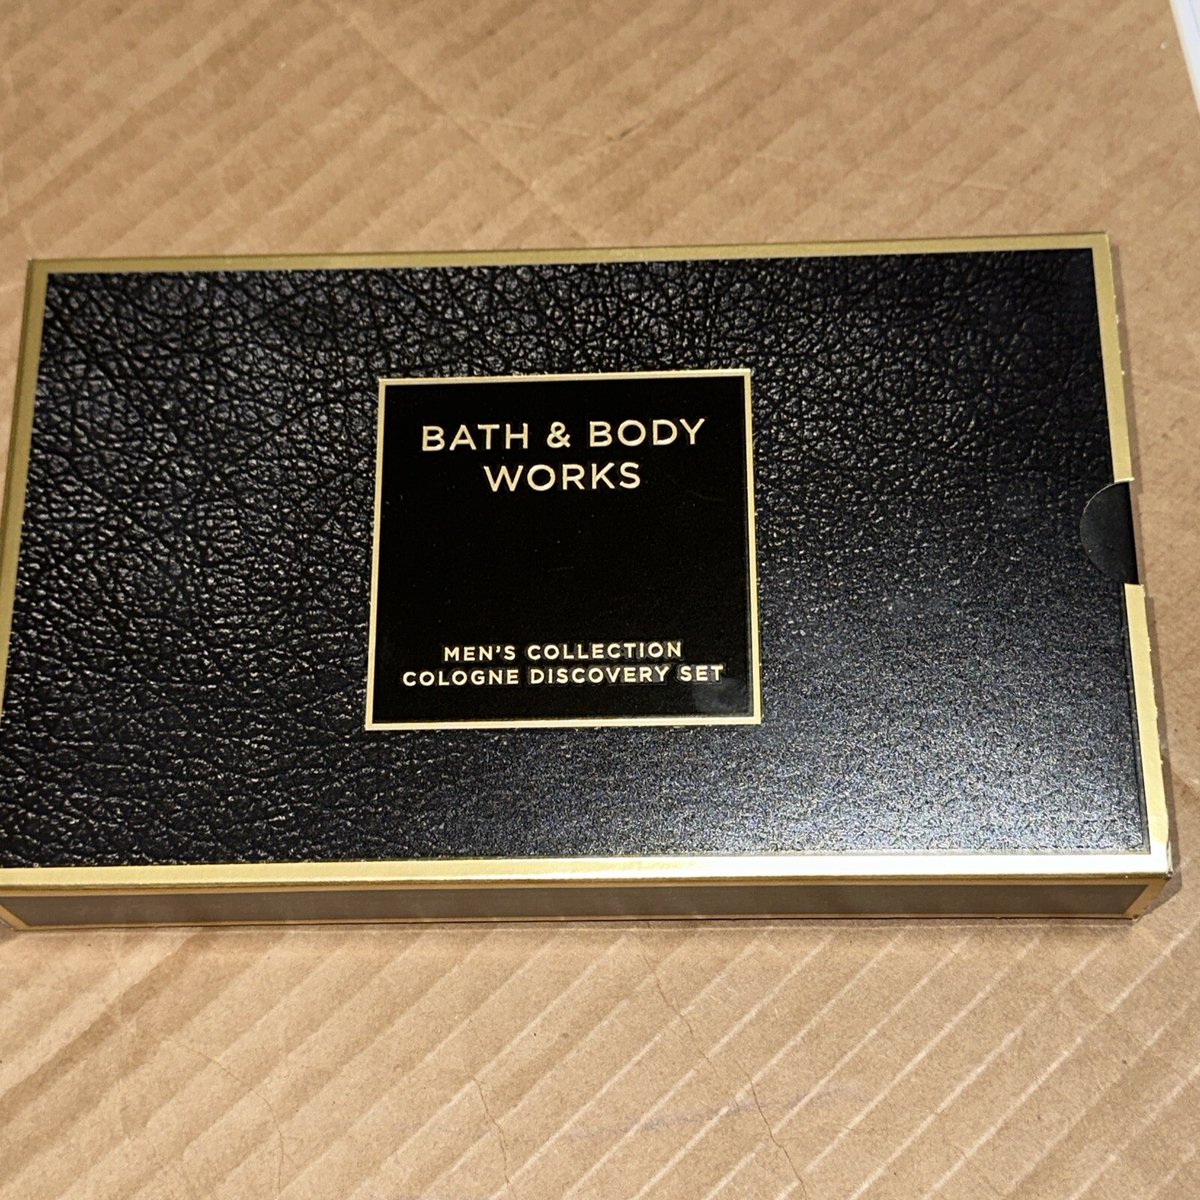 BATH & BODY
WORKS
MEN'S COLLECTION
COLOGNE DISCOVERY SET